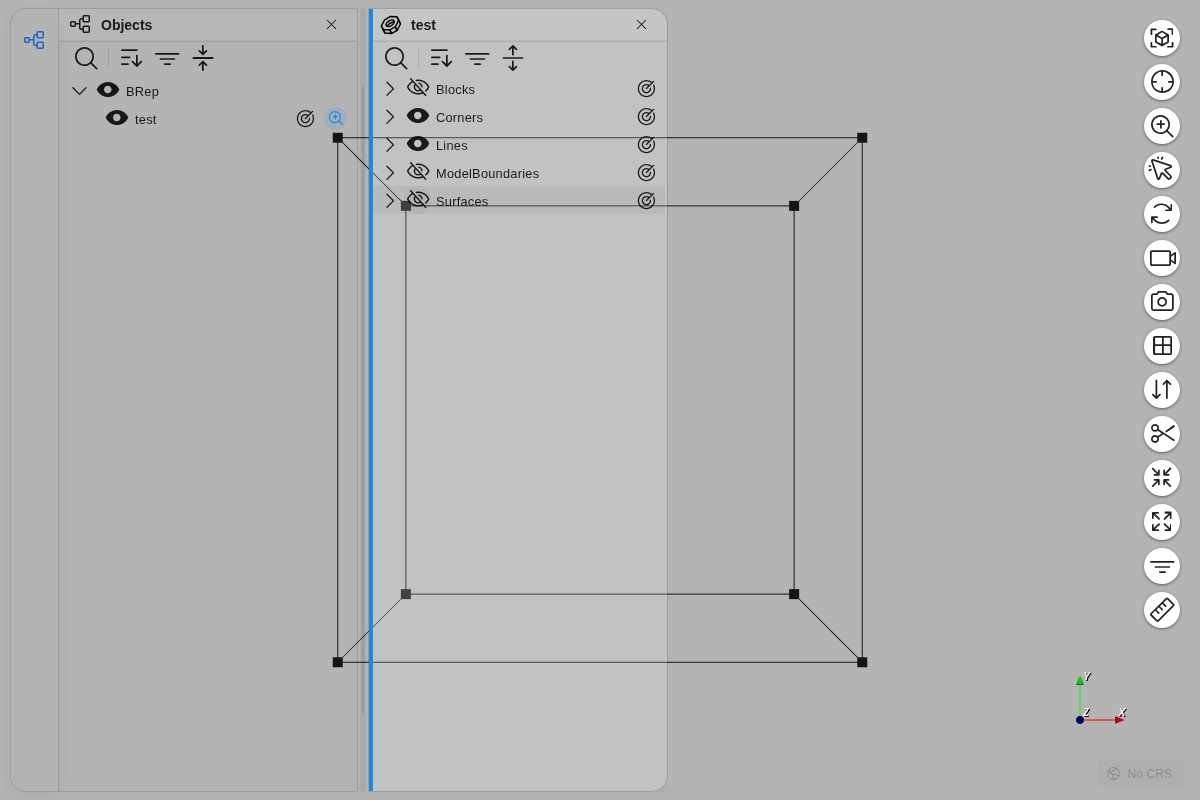 Objects
BRep
test
test
Blocks
Corners
Lines
ModelBoundaries
Surfaces
Y
Z
X
No CRS